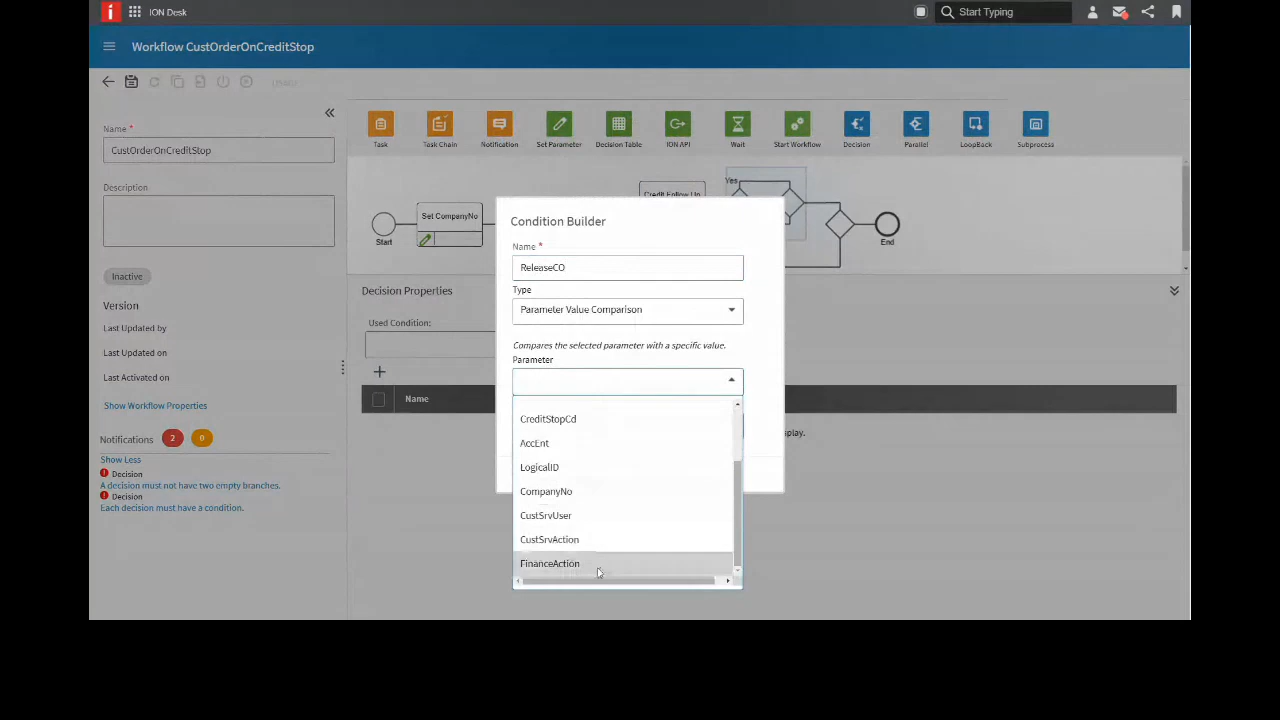 i ION Desk
Start Typing
Workflow CustOrderOnCreditStop
Name *
CustOrderOnCreditStop
Description
Inactive
Version
Last Updated by
Last Updated on
Last Activated on
Show Workflow Properties
Notifications 2 0
Show Less
Decision
A decision must not have two empty branches.
Decision
Each decision must have a condition.
Task Task Chain Notification Set Parameter Decision Table ION API Wait Start Workflow Decision Parallel LoopBack Subprocess
Start
Set CompanyNo
Credit Follow Up
Yes
End
Decision Properties
Used Condition:
Name
Condition Builder
Name *
ReleaseCO
Type
Parameter Value Comparison
Compares the selected parameter with a specific value.
Parameter
CreditStopCd
AccEnt
LogicalID
CompanyNo
CustSrvUser
CustSrvAction
FinanceAction